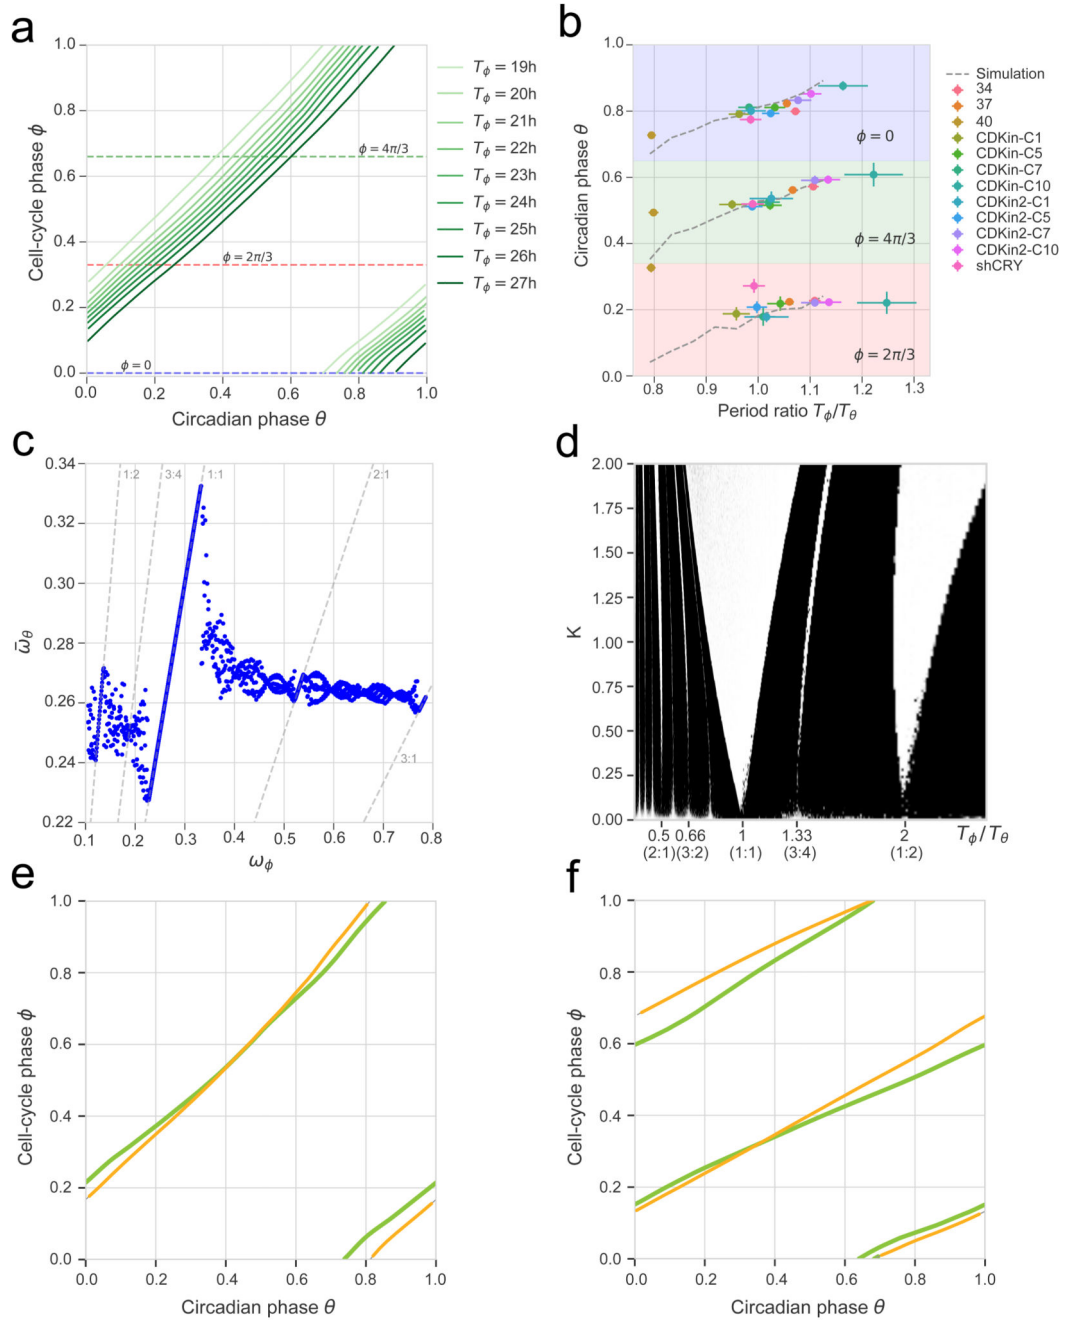 a
1.0
0.8
0.6
0.4
0.2
0.0
Cell-cycle phase ϕ
ϕ = 4π/3
ϕ = 2π/3
ϕ = 0
0.0 0.2 0.4 0.6 0.8 1.0
Circadian phase θ
Tϕ = 19h
Tϕ = 20h
Tϕ = 21h
Tϕ = 22h
Tϕ = 23h
Tϕ = 24h
Tϕ = 25h
Tϕ = 26h
Tϕ = 27h
b
1.0
0.8
0.6
0.4
0.2
0.0
Circadian phase θ
ϕ = 0
ϕ = 4π/3
ϕ = 2π/3
0.8 0.9 1.0 1.1 1.2 1.3
Period ratio Tϕ/Tθ
Simulation
34
37
40
CDKin-C1
CDKin-C5
CDKin-C7
CDKin-C10
CDKin2-C1
CDKin2-C5
CDKin2-C7
CDKin2-C10
shCRY
c
0.34
0.32
0.30
0.28
0.26
0.24
0.22
ω̄θ
1:2 3:4 1:1 2:1
3:1
0.1 0.2 0.3 0.4 0.5 0.6 0.7 0.8
ωϕ
d
2.00
1.75
1.50
1.25
1.00
0.75
0.50
0.25
0.00
K
0.5 0.66 1 1.33 2 Tϕ/Tθ
(2:1) (3:2) (1:1) (3:4) (1:2)
e
1.0
0.8
0.6
0.4
0.2
0.0
Cell-cycle phase ϕ
0.0 0.2 0.4 0.6 0.8 1.0
Circadian phase θ
f
1.0
0.8
0.6
0.4
0.2
0.0
Cell-cycle phase ϕ
0.0 0.2 0.4 0.6 0.8 1.0
Circadian phase θ